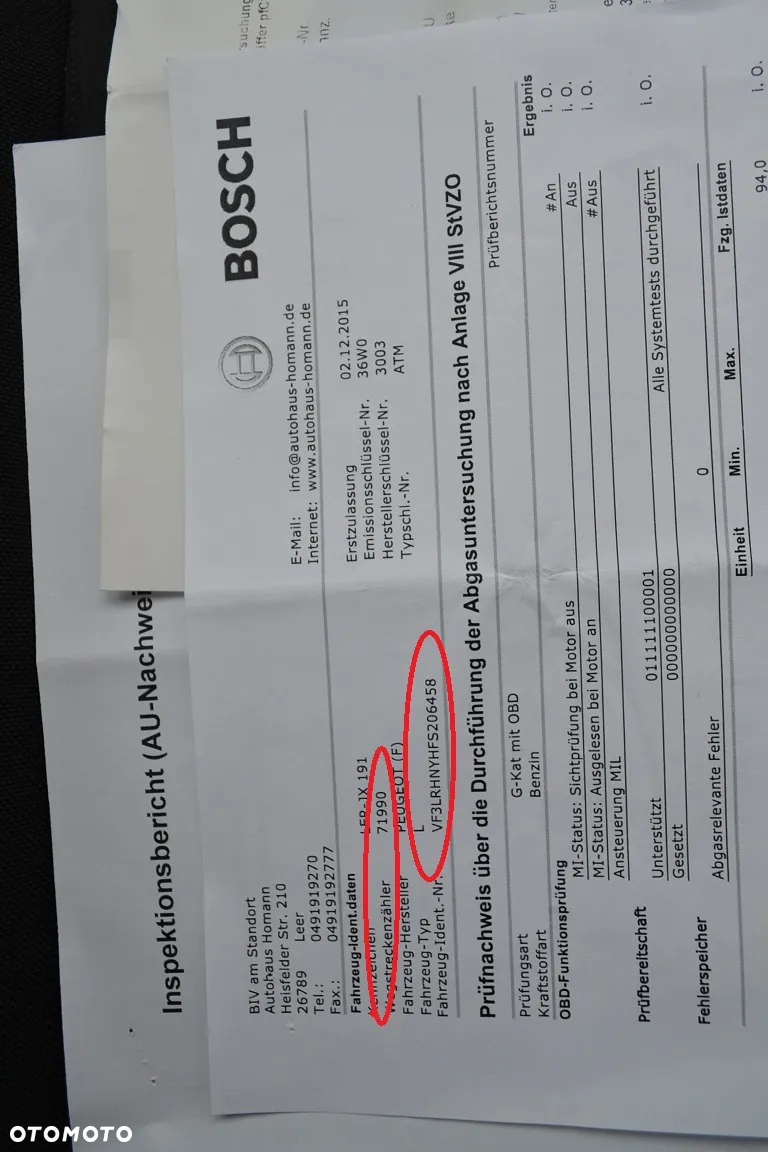 BOSCH
Inspektionsbericht (AU-Nachwei
BIV am Standort
Autohaus Homann
Heisfelder Str. 210
26789 Leer
Tel.: 0491919270
Fax.: 04919192777
E-Mail: info@autohaus-homann.de
Internet: www.autohaus-homann.de
Fahrzeug-Ident.daten
Kennzeichen LER-JX 191
Wegstreckenzähler 71990
Fahrzeug-Hersteller PEUGEOT (F)
Fahrzeug-Typ L
Fahrzeug-Ident.-Nr. VF3LRHNYHFS206458
Erstzulassung 02.12.2015
Emissionsschlüssel-Nr. 36W0
Herstellerschlüssel-Nr. 3003
Typschl.-Nr. ATM
Prüfnachweis über die Durchführung der Abgasuntersuchung nach Anlage VIII StVZO
Prüfberichtsnummer
Prüfungsart G-Kat mit OBD
Kraftstoffart Benzin
Ergebnis
OBD-Funktionsprüfung
MI-Status: Sichtprüfung bei Motor aus #An i. O.
MI-Status: Ausgelesen bei Motor an Aus i. O.
Ansteuerung MIL #Aus i. O.
Prüfbereitschaft Unterstützt 011111100001
Gesetzt 000000000000 Alle Systemtests durchgeführt i. O.
Fehlerspeicher Abgasrelevante Fehler 0
Einheit Min. Max. Fzg. Istdaten
94,0 i. O.
OTOMOTO